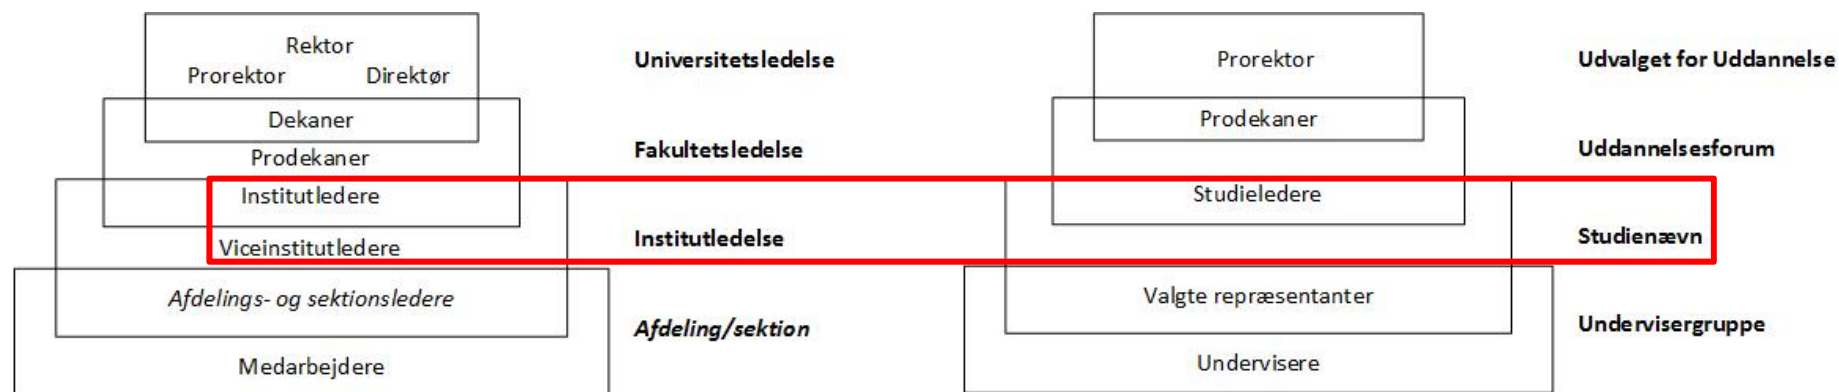 Rektor
Prorektor Direktør
Dekaner
Prodekaner
Institutledere
Viceinstitutledere
Afdelings- og sektionsledere
Medarbejdere
Universitetsledelse
Fakultetsledelse
Institutledelse
Afdeling/sektion
Prorektor
Prodekaner
Studieledere
Valgte repræsentanter
Undervisere
Udvalget for Uddannelse
Uddannelsesforum
Studienævn
Undervisergruppe